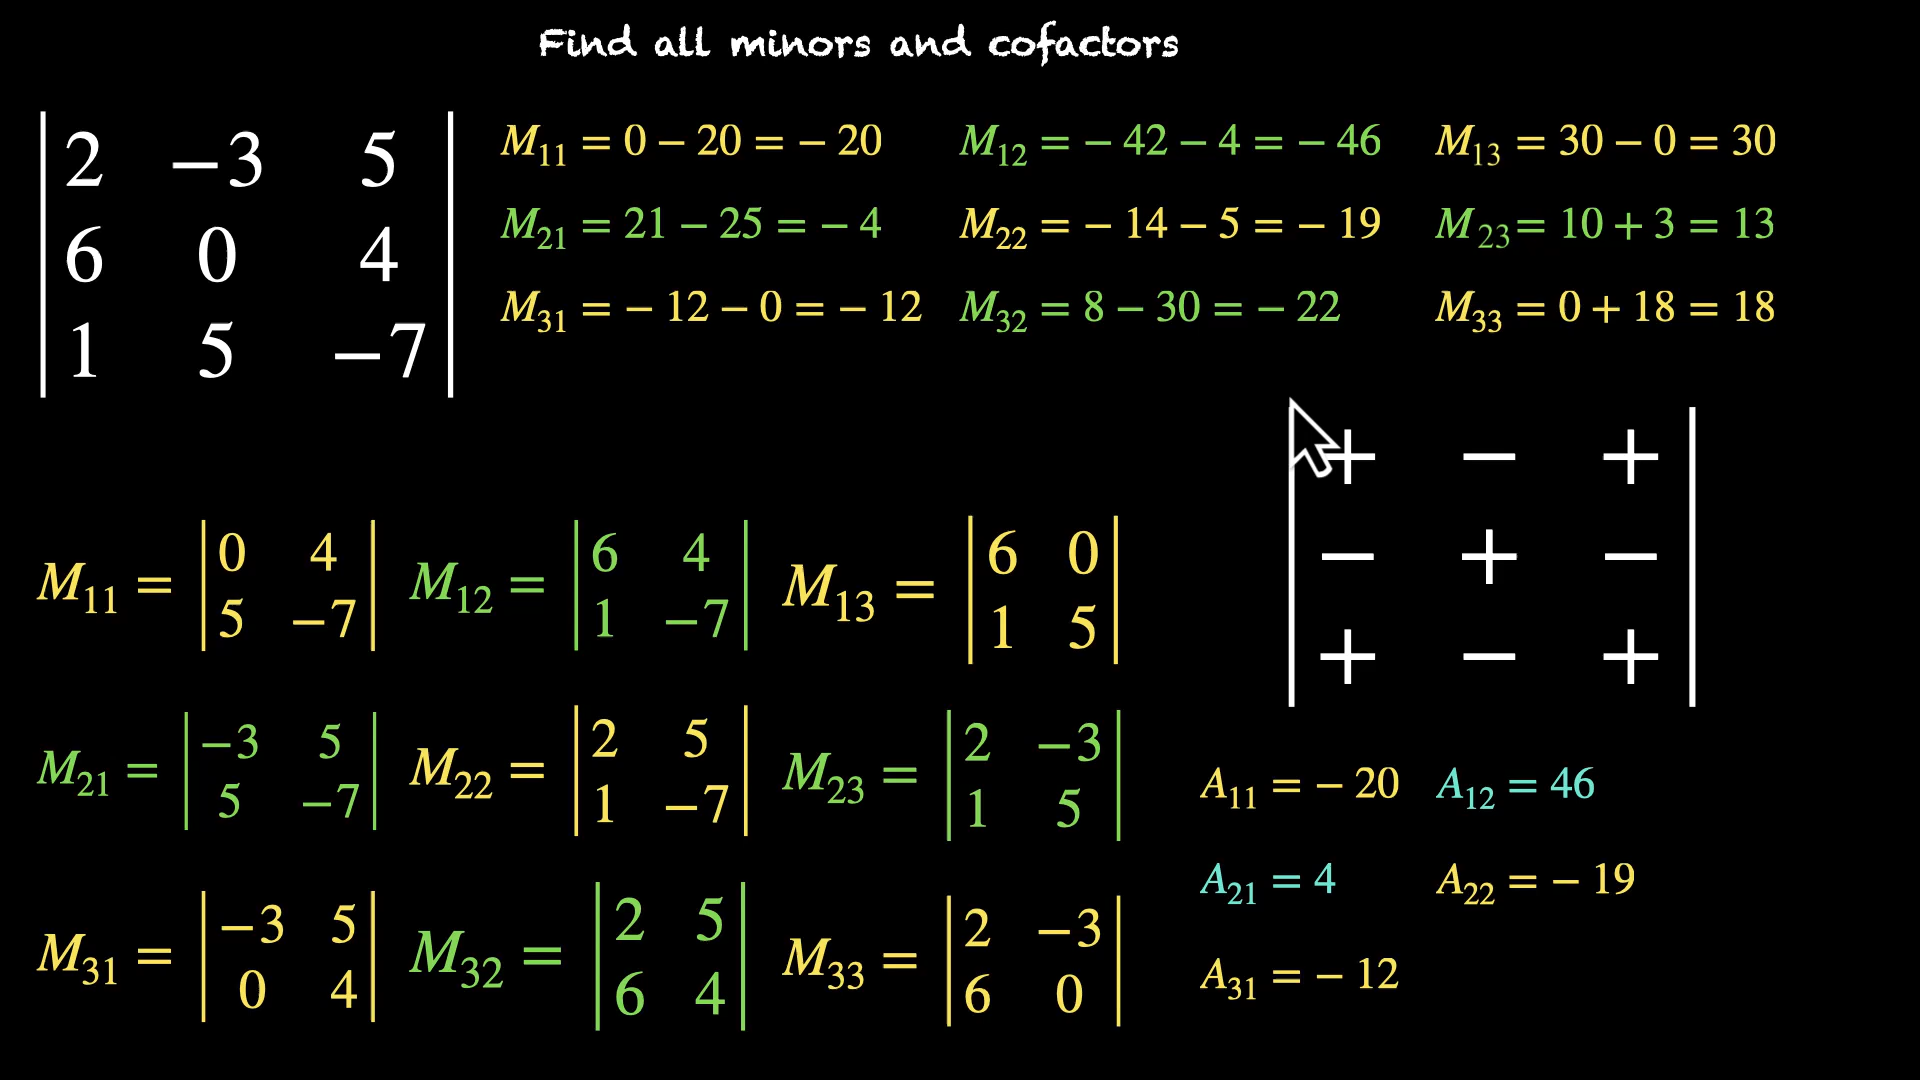 Find all minors and cofactors
2 −3 5
6 0 4
1 5 −7
M11 = 0 − 20 = − 20 M12 = − 42 − 4 = − 46 M13 = 30 − 0 = 30
M21 = 21 − 25 = − 4 M22 = − 14 − 5 = − 19 M23 = 10 + 3 = 13
M31 = − 12 − 0 = − 12 M32 = 8 − 30 = − 22 M33 = 0 + 18 = 18
+ − +
− + −
+ − +
M11 =
0 4
5 −7
M12 =
6 4
1 −7
M13 =
6 0
1 5
M21 =
−3 5
5 −7
M22 =
2 5
1 −7
M23 =
2 −3
1 5
M31 =
−3 5
0 4
M32 =
2 5
6 4
M33 =
2 −3
6 0
A11 = − 20 A12 = 46
A21 = 4 A22 = − 19
A31 = − 12